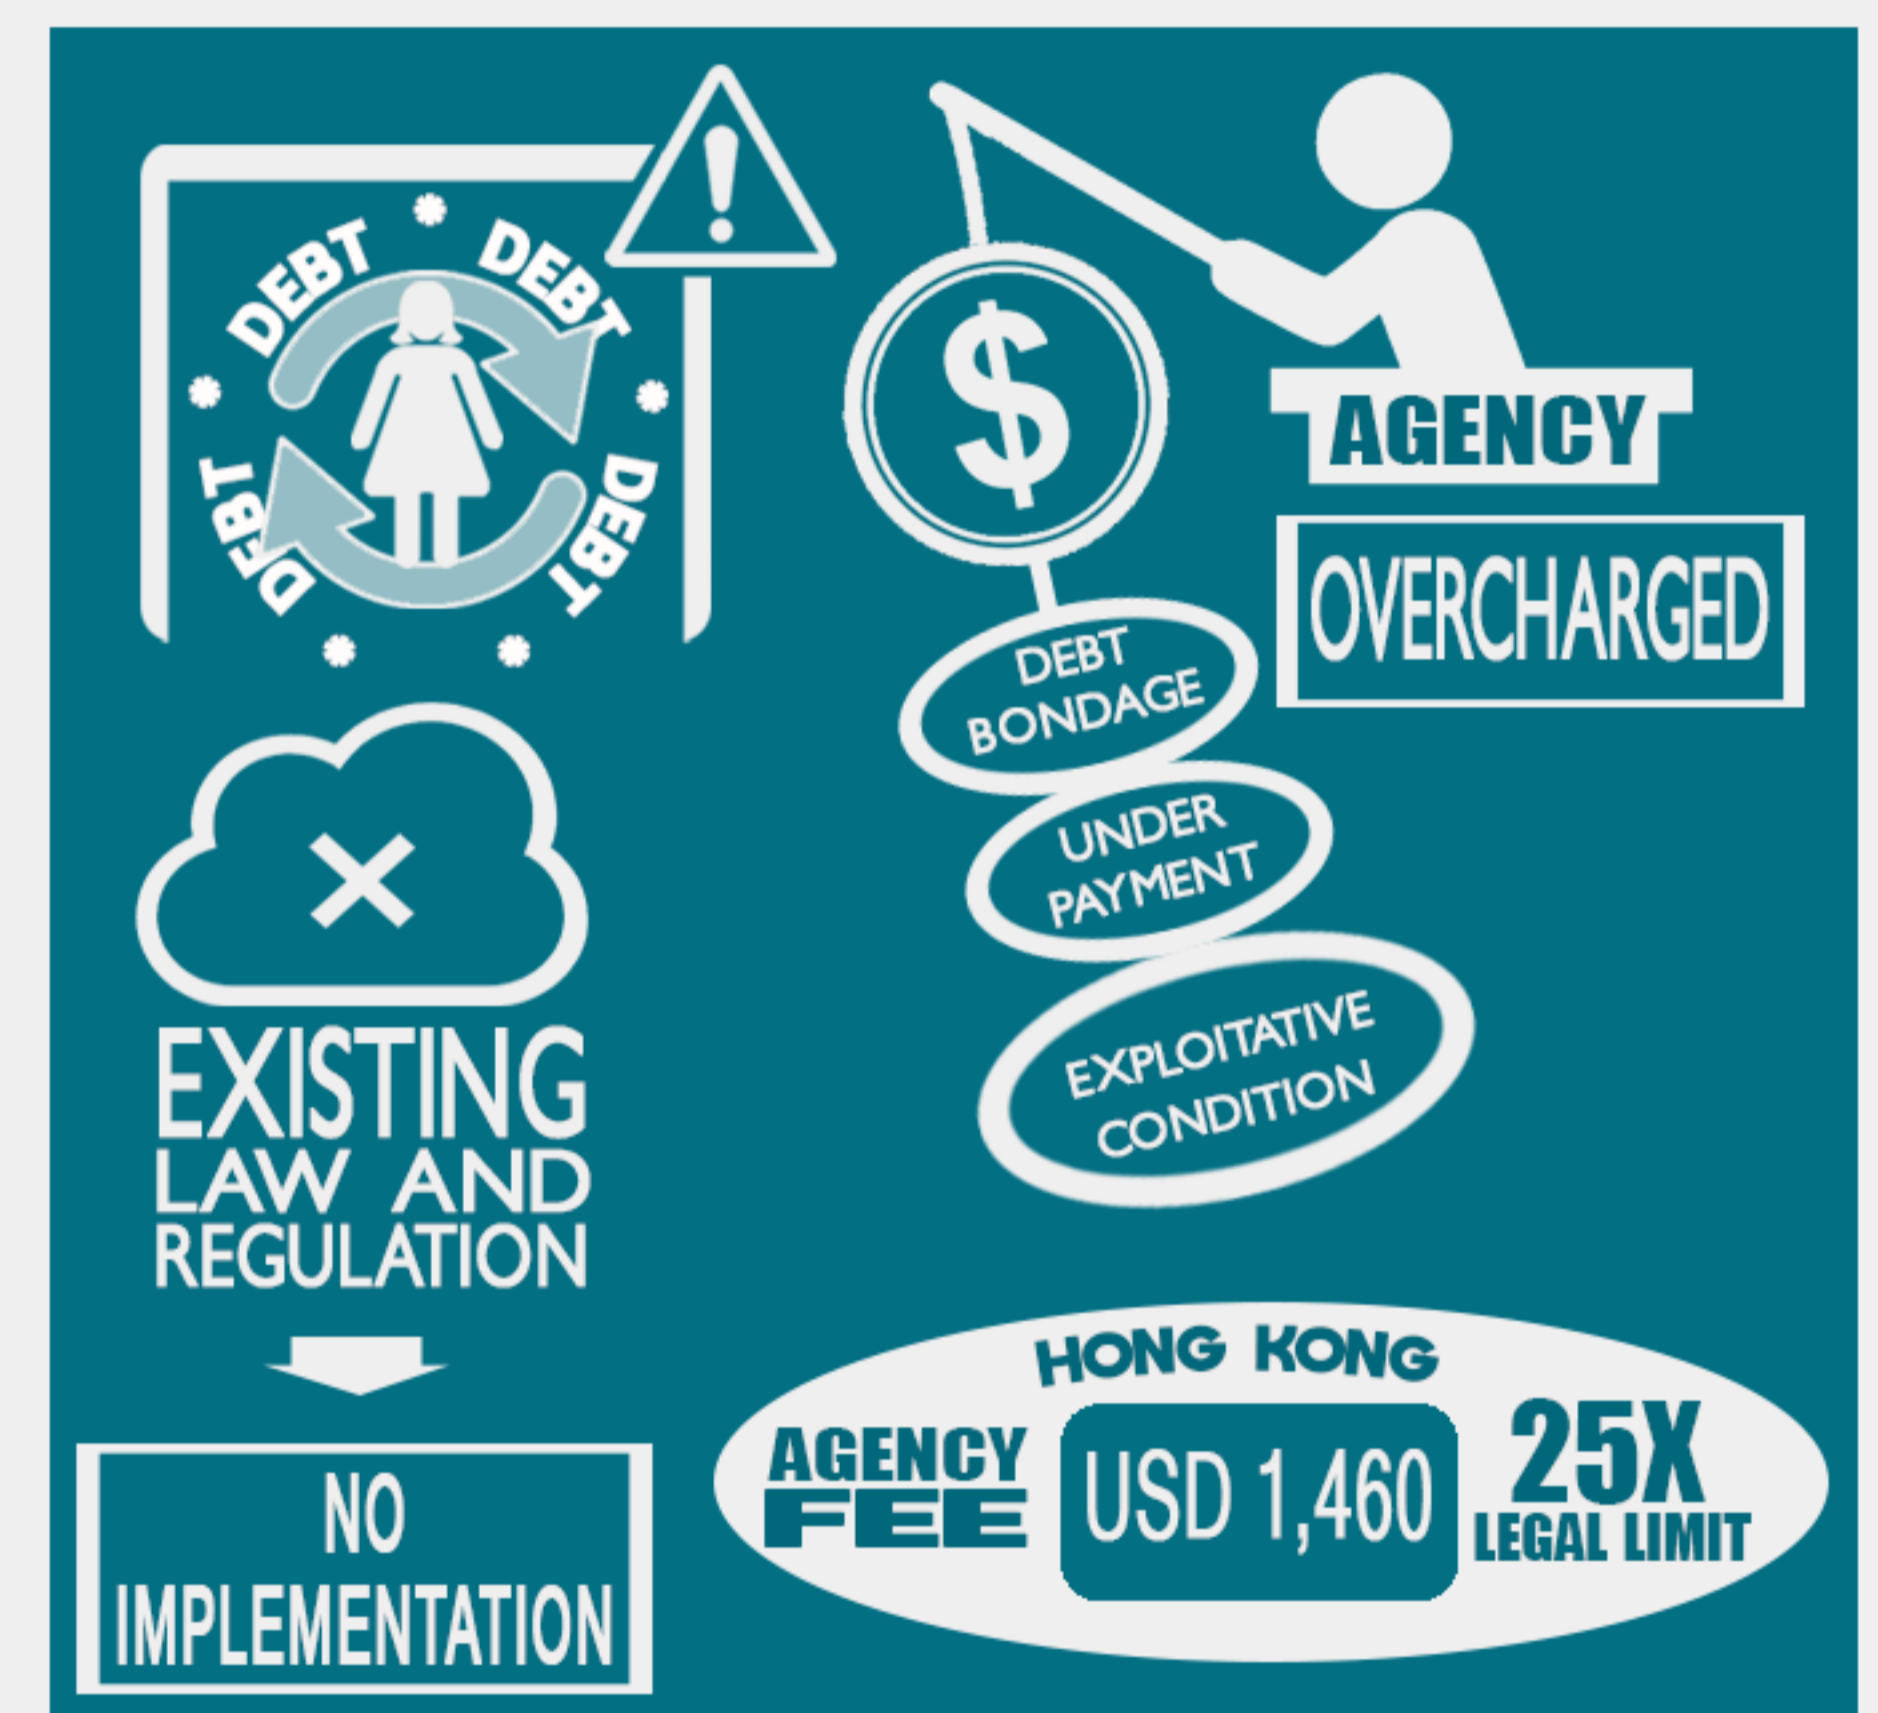 DEBT
DEBT
DEBT
DEBT
!
$
AGENCY
OVERCHARGED
DEBT
BONDAGE
UNDER
PAYMENT
EXPLOITATIVE
CONDITION
EXISTING
LAW AND
REGULATION
NO
IMPLEMENTATION
HONG KONG
AGENCY
FEE
USD 1,460
25X
LEGAL LIMIT